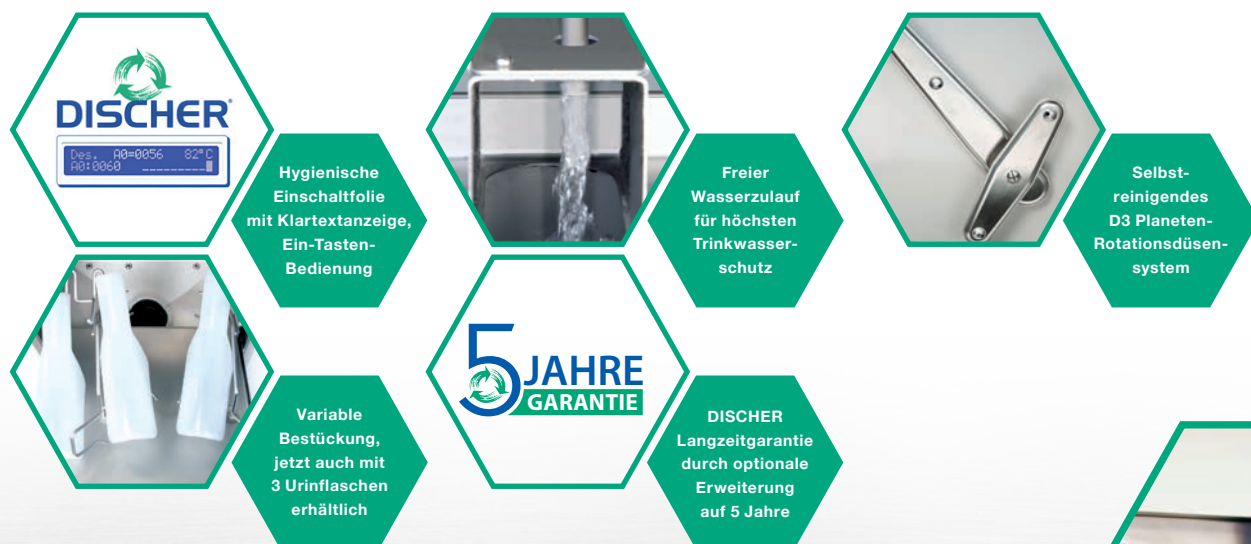 DISCHER®
Des. A0=0056 82°C
A0:0060
Hygienische
Einschaltfolie
mit Klartextanzeige,
Ein-Tasten-
Bedienung
Freier
Wasserzulauf
für höchsten
Trinkwasser-
schutz
Selbst-
reinigendes
D3 Planeten-
Rotationsdüsen-
system
Variable
Bestückung,
jetzt auch mit
3 Urinflaschen
erhältlich
5 JAHRE
GARANTIE
DISCHER
Langzeitgarantie
durch optionale
Erweiterung
auf 5 Jahre